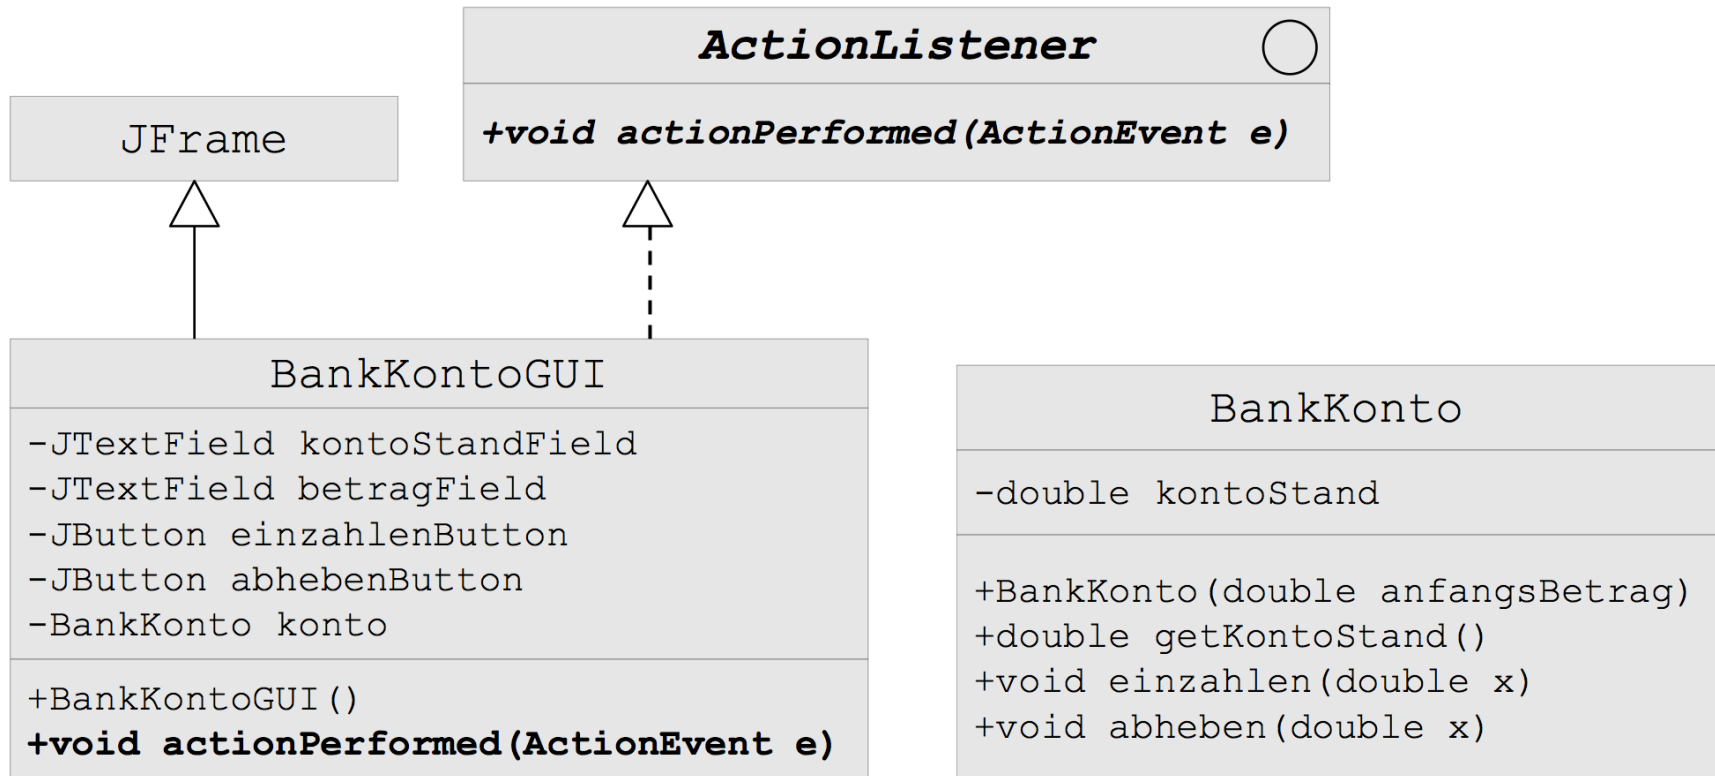 ActionListener
+void actionPerformed(ActionEvent e)
JFrame
BankKontoGUI
-JTextField kontoStandField
-JTextField betragField
-JButton einzahlenButton
-JButton abhebenButton
-BankKonto konto
+BankKontoGUI()
+void actionPerformed(ActionEvent e)
BankKonto
-double kontoStand
+BankKonto(double anfangsBetrag)
+double getKontoStand()
+void einzahlen(double x)
+void abheben(double x)